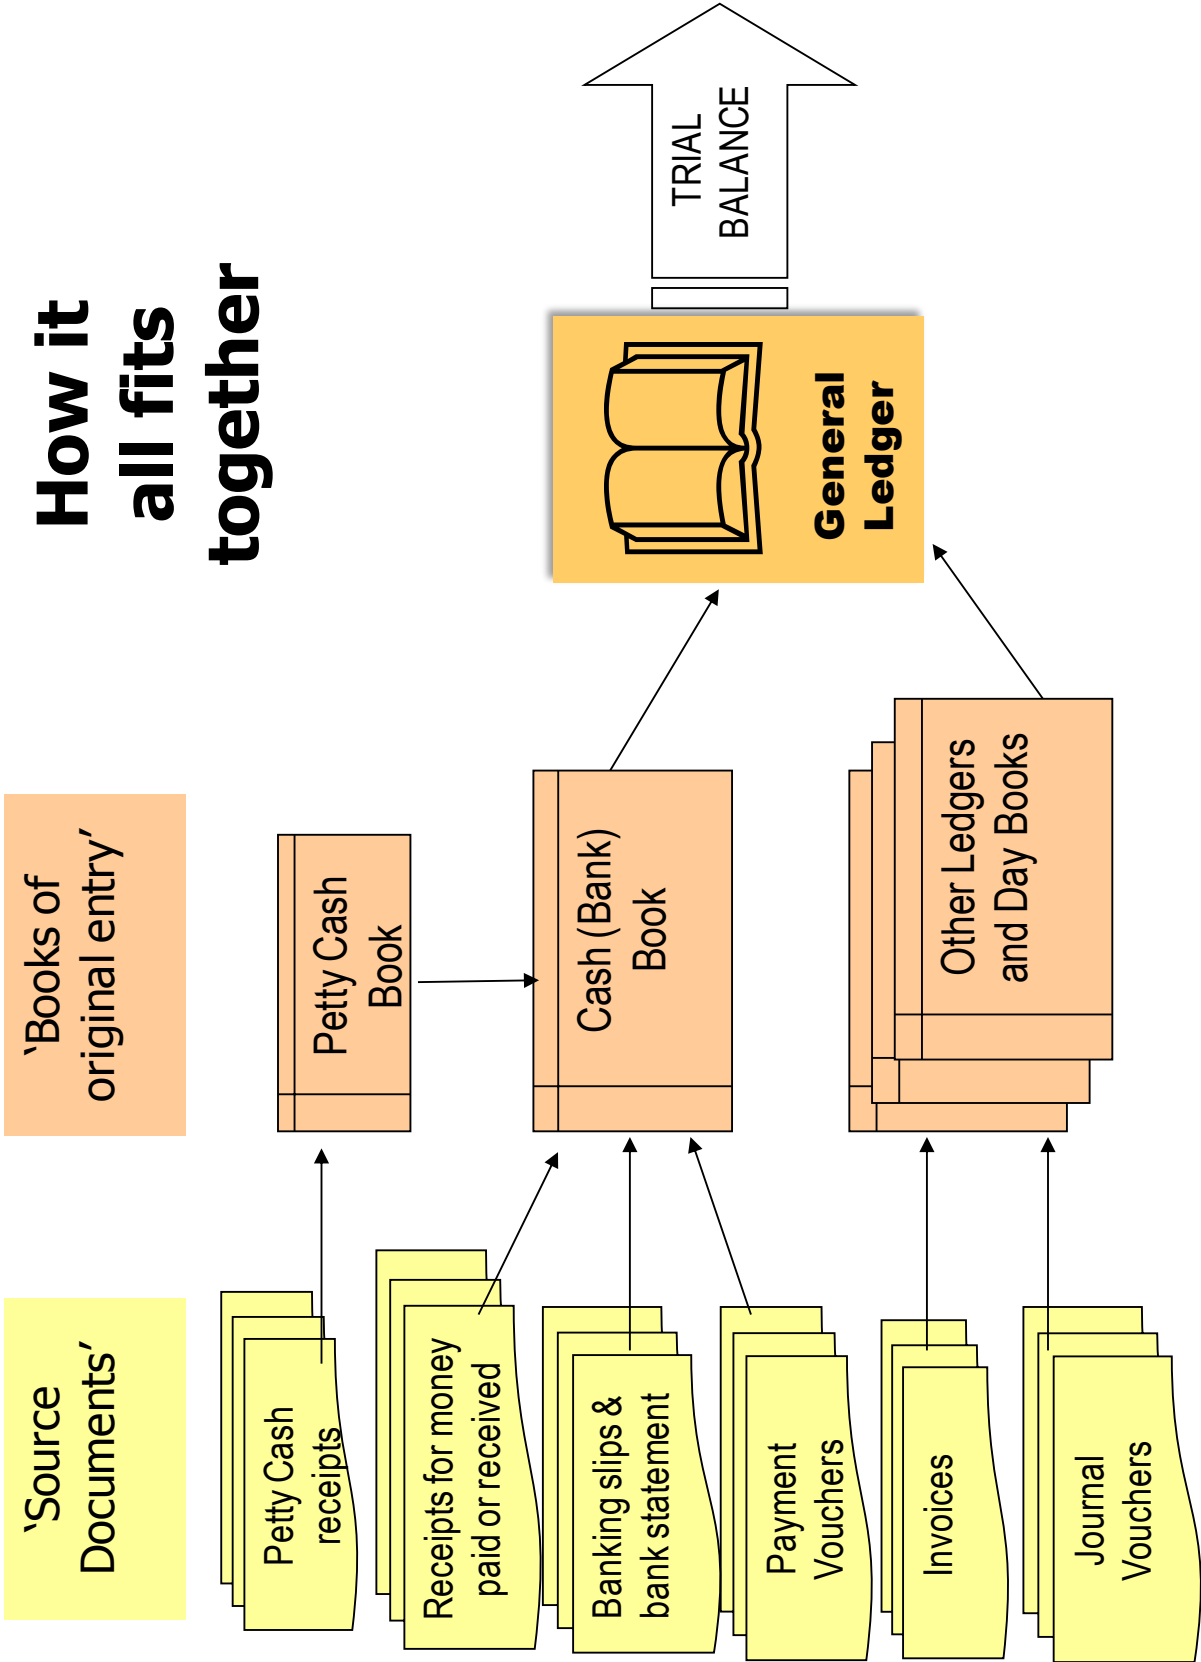 ‘Source
Documents’
‘Books of
original entry’
How it
all fits
together
Petty Cash
receipts
Petty Cash
Book
Receipts for money
paid or received
Banking slips &
bank statement
Payment
Vouchers
Cash (Bank)
Book
General
Ledger
TRIAL
BALANCE
Invoices
Journal
Vouchers
Other Ledgers
and Day Books